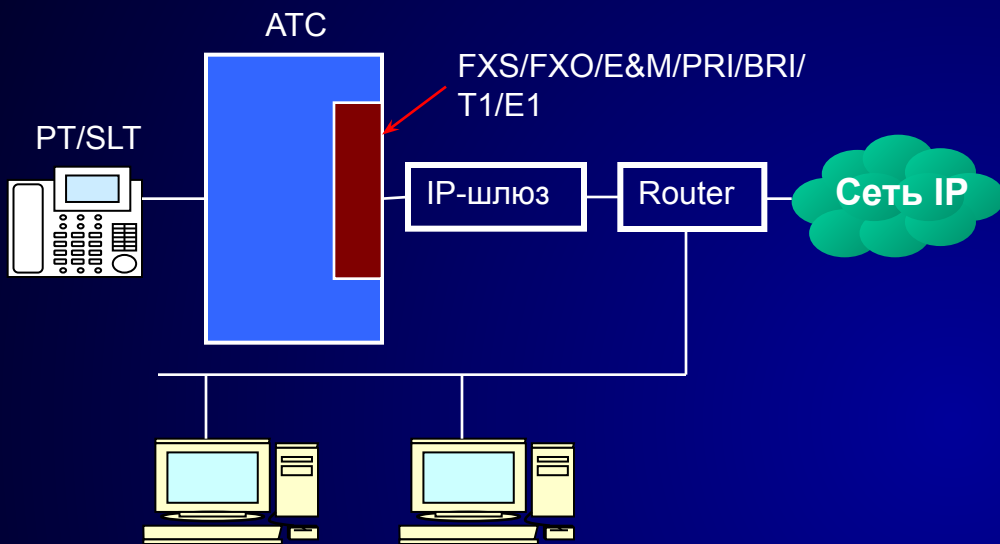 АТС
FXS/FXO/E&M/PRI/BRI/
T1/E1
PT/SLT
IP-шлюз
Router
Сеть IP